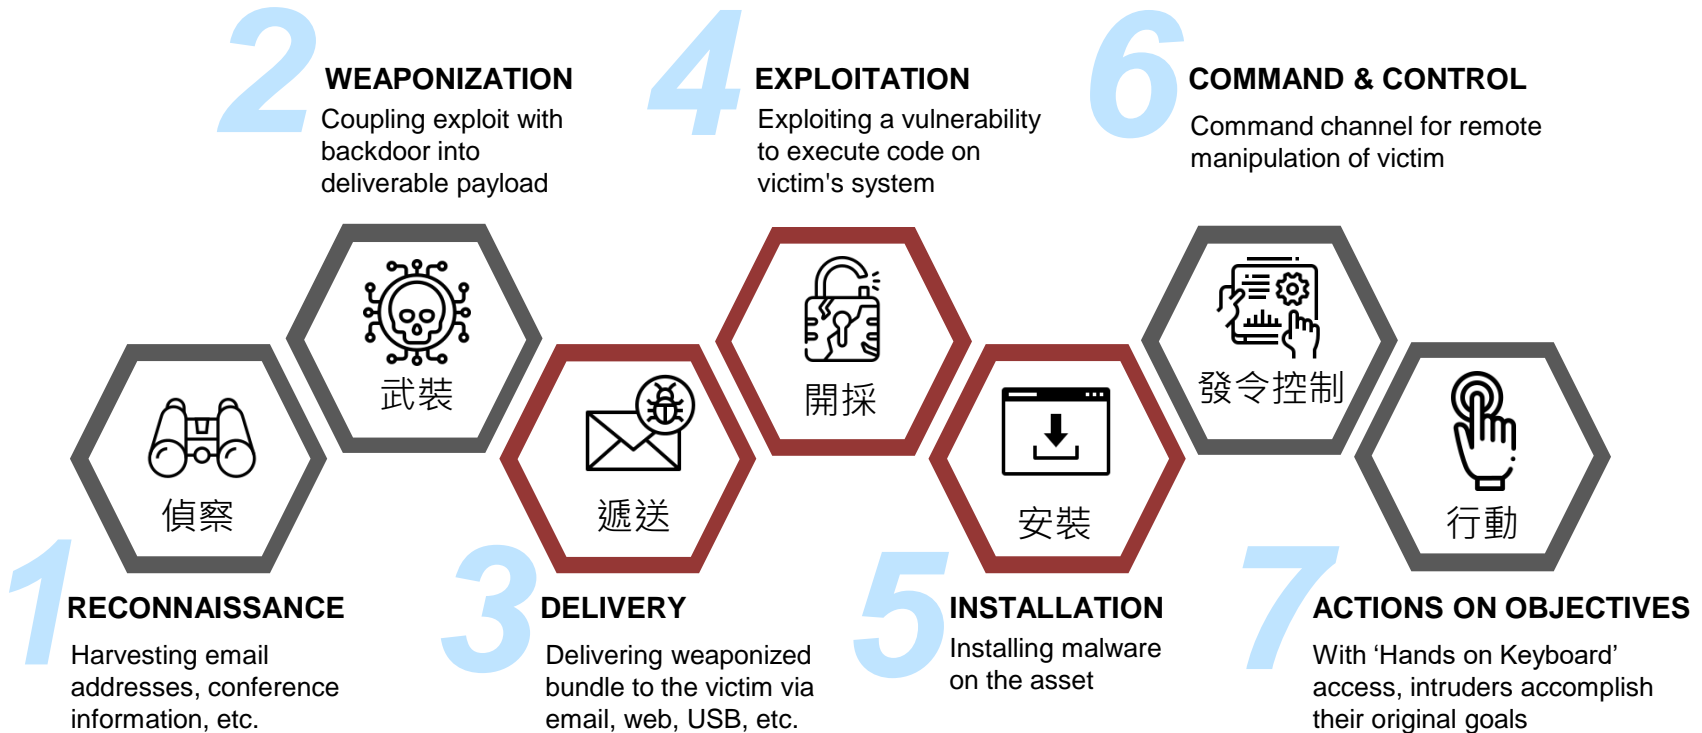 1
偵察
RECONNAISSANCE
Harvesting email
addresses, conference
information, etc.
2
WEAPONIZATION
Coupling exploit with
backdoor into
deliverable payload
武裝
3
遞送
DELIVERY
Delivering weaponized
bundle to the victim via
email, web, USB, etc.
4
EXPLOITATION
Exploiting a vulnerability
to execute code on
victim's system
開採
5
安裝
INSTALLATION
Installing malware
on the asset
6
COMMAND & CONTROL
Command channel for remote
manipulation of victim
發令控制
7
行動
ACTIONS ON OBJECTIVES
With ‘Hands on Keyboard’
access, intruders accomplish
their original goals